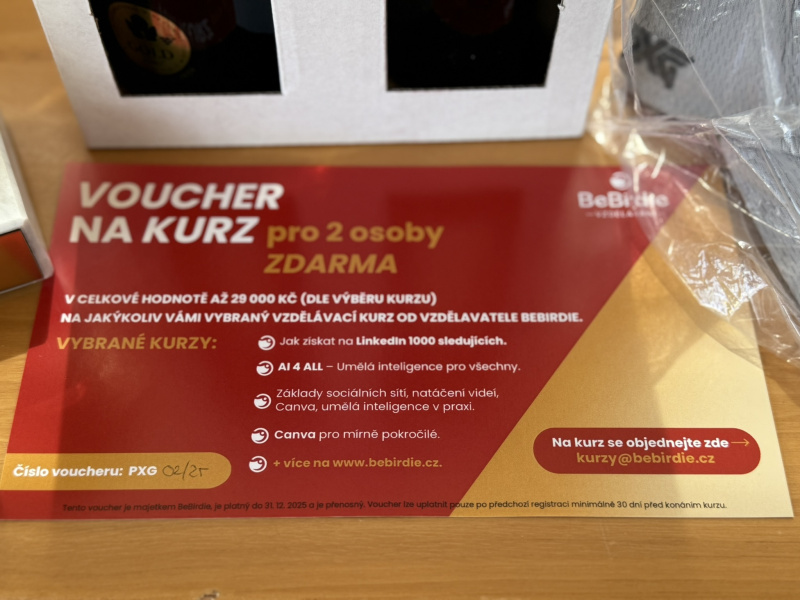 PXG
VOUCHER
NA KURZ pro 2 osoby
ZDARMA
BeBirdie
VZDĚLÁVÁNÍ
V CELKOVÉ HODNOTĚ AŽ 29 000 KČ (DLE VÝBĚRU KURZU)
NA JAKÝKOLIV VÁMI VYBRANÝ VZDĚLÁVACÍ KURZ OD VZDĚLAVATELE BEBIRDIE.
VYBRANÉ KURZY:
Jak získat na LinkedIn 1000 sledujících.
AI 4 ALL – Umělá inteligence pro všechny.
Základy sociálních sítí, natáčení videí,
Canva, umělá inteligence v praxi.
Canva pro mírně pokročilé.
+ více na www.bebirdie.cz.
Na kurz se objednejte zde →
kurzy@bebirdie.cz
Číslo voucheru: PXG 02/25
Tento voucher je majetkem BeBirdie, je platný do 31. 12. 2025 a je přenosný. Voucher lze uplatnit pouze po předchozí registraci minimálně 30 dní před konáním kurzu.